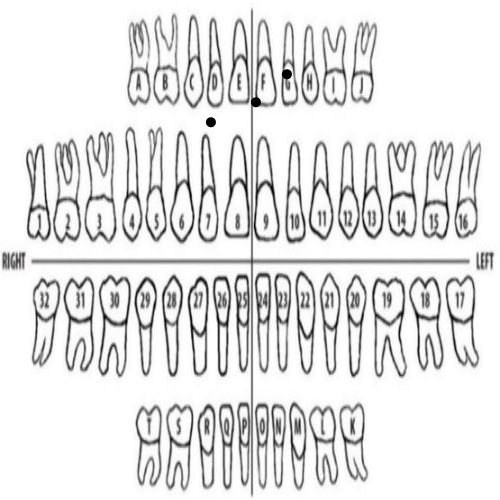 A B C D E F G H I J
1 2 3 4 5 6 7 8 9 10 11 12 13 14 15 16
RIGHT LEFT
32 31 30 29 28 27 26 25 24 23 22 21 20 19 18 17
T S R Q P O N M L K